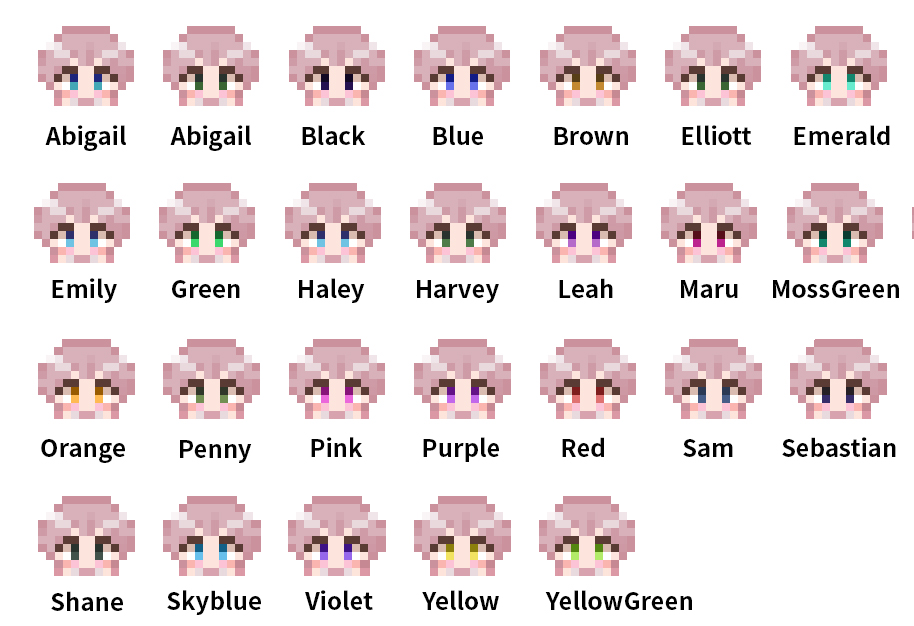 Abigail Abigail Black Blue Brown Elliott Emerald
Emily Green Haley Harvey Leah Maru MossGreen
Orange Penny Pink Purple Red Sam Sebastian
Shane Skyblue Violet Yellow YellowGreen